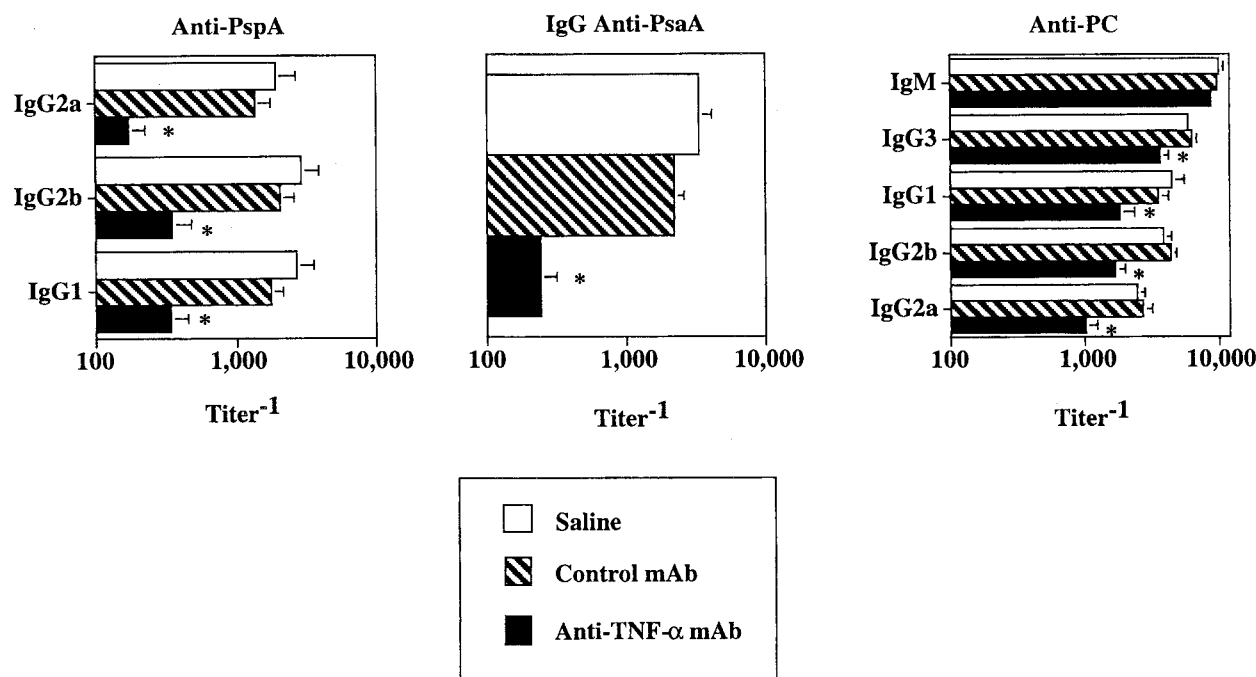 Anti-PspA
IgG2a
*
IgG2b
*
IgG1
*
100 1,000 10,000
Titer-1
IgG Anti-PsaA
*
100 1,000 10,000
Titer-1
Anti-PC
IgM
IgG3
*
IgG1
*
IgG2b
*
IgG2a
*
100 1,000 10,000
Titer-1
Saline
Control mAb
Anti-TNF-α mAb